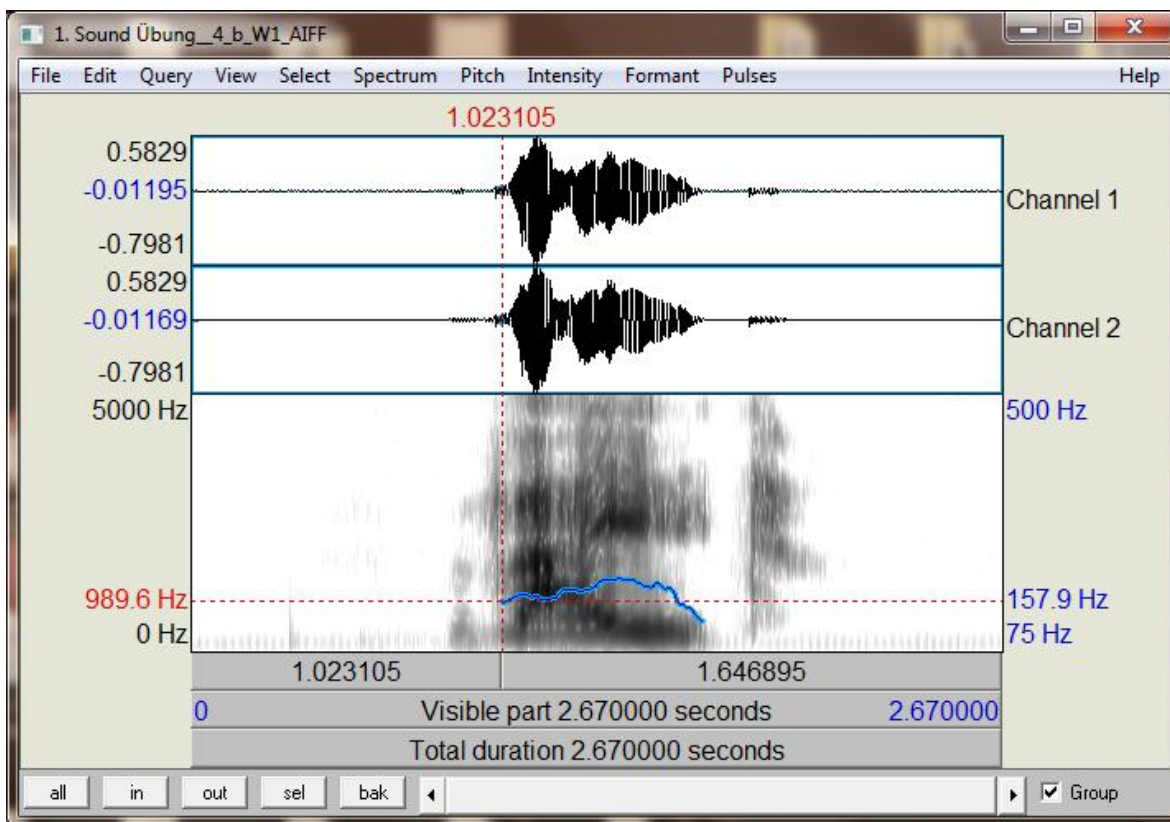 1. Sound Übung__4_b_W1_AIFF
File Edit Query View Select Spectrum Pitch Intensity Formant Pulses Help
1.023105
0.5829
-0.01195
-0.7981
Channel 1
0.5829
-0.01169
-0.7981
Channel 2
5000 Hz
500 Hz
989.6 Hz
157.9 Hz
0 Hz
75 Hz
1.023105 1.646895
0 Visible part 2.670000 seconds 2.670000
Total duration 2.670000 seconds
all in out sel bak Group